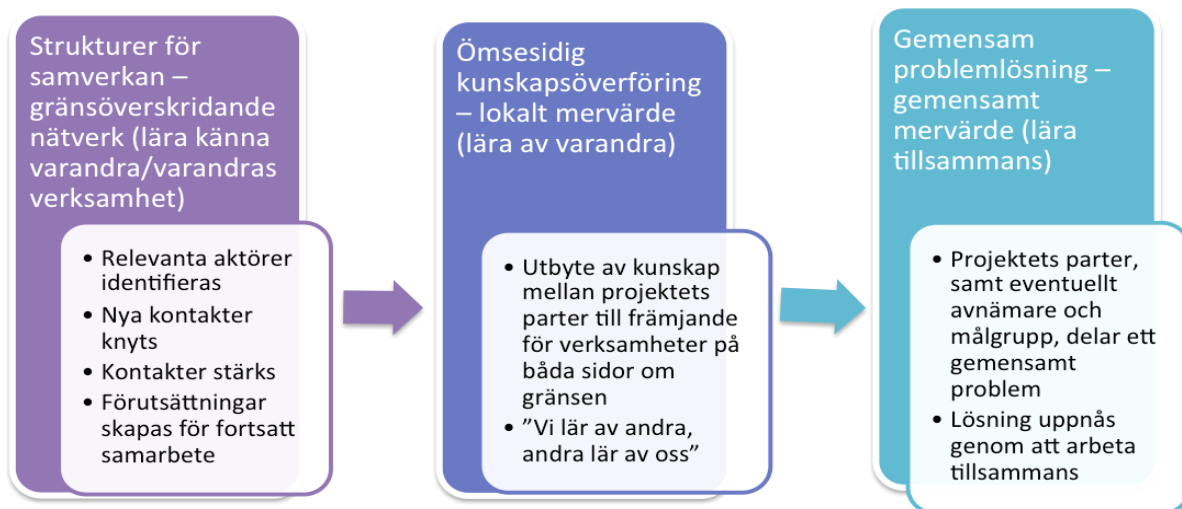 Strukturer för
samverkan –
gränsöverskridande
nätverk (lära känna
varandra/varandras
verksamhet)
• Relevanta aktörer
identifieras
• Nya kontakter
knyts
• Kontakter stärks
• Förutsättningar
skapas för fortsatt
samarbete
Ömsesidig
kunskapsöverföring
– lokalt mervärde
(lära av varandra)
• Utbyte av kunskap
mellan projektets
parter till främjande
för verksamheter på
båda sidor om
gränsen
• ”Vi lär av andra,
andra lär av oss”
Gemensam
problemlösning –
gemensamt
mervärde (lära
tillsammans)
• Projektets parter,
samt eventuellt
avnämare och
målgrupp, delar ett
gemensamt
problem
• Lösning uppnås
genom att arbeta
tillsammans